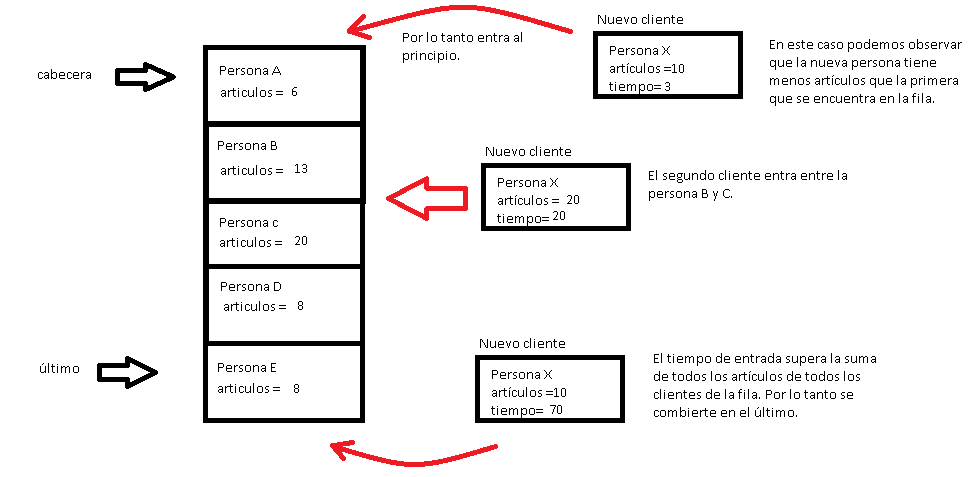 Nuevo cliente
Persona X
artículos =10
tiempo= 3
Por lo tanto entra al
principio.
En este caso podemos observar
que la nueva persona tiene
menos artículos que la primera
que se encuentra en la fila.
cabecera
Persona A
articulos = 6
Persona B
articulos = 13
Nuevo cliente
Persona X
artículos = 20
tiempo= 20
El segundo cliente entra entre la
persona B y C.
Persona c
articulos = 20
Persona D
articulos = 8
último
Persona E
articulos = 8
Nuevo cliente
Persona X
artículos =10
tiempo= 70
El tiempo de entrada supera la suma
de todos los artículos de todos los
clientes de la fila. Por lo tanto se
combierte en el último.